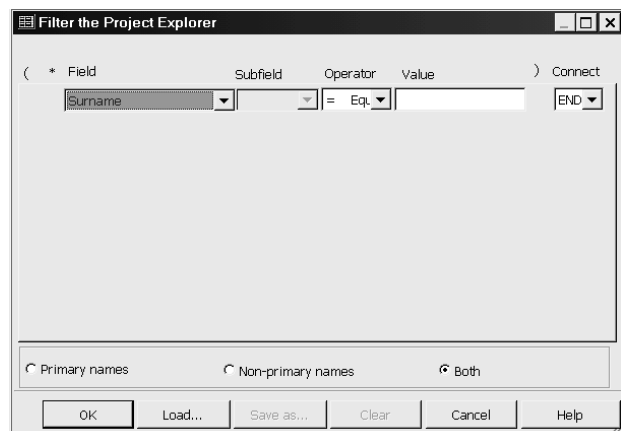 Filter the Project Explorer
( * Field Subfield Operator Value ) Connect
Surname = Equ END
Primary names Non-primary names Both
OK Load... Save as... Clear Cancel Help